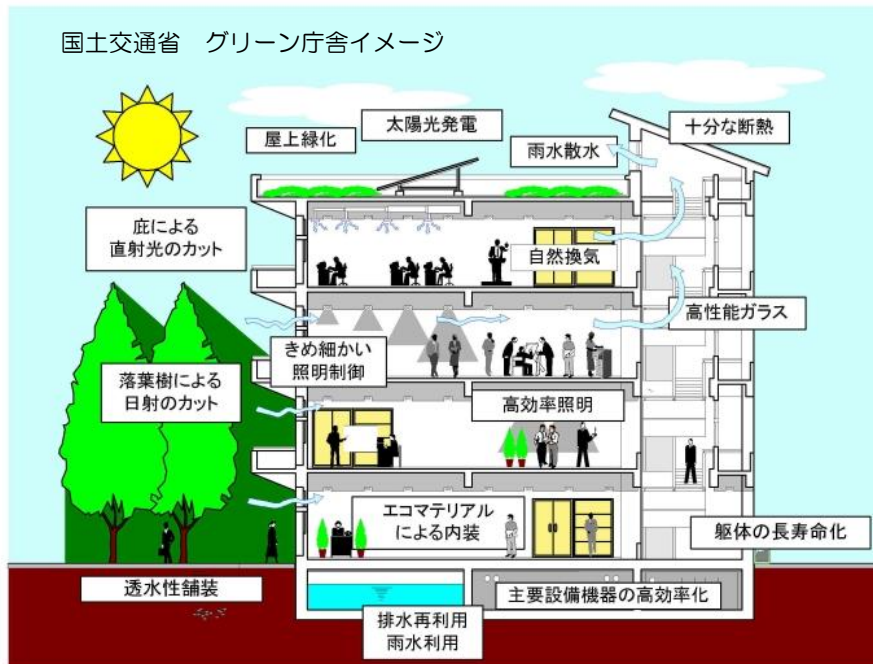 国土交通省　グリーン庁舎イメージ
太陽光発電
屋上緑化
雨水散水
十分な断熱
庇による
直射光のカット
自然換気
高性能ガラス
きめ細かい
照明制御
落葉樹による
日射のカット
高効率照明
エコマテリアル
による内装
躯体の長寿命化
透水性舗装
主要設備機器の高効率化
排水再利用
雨水利用